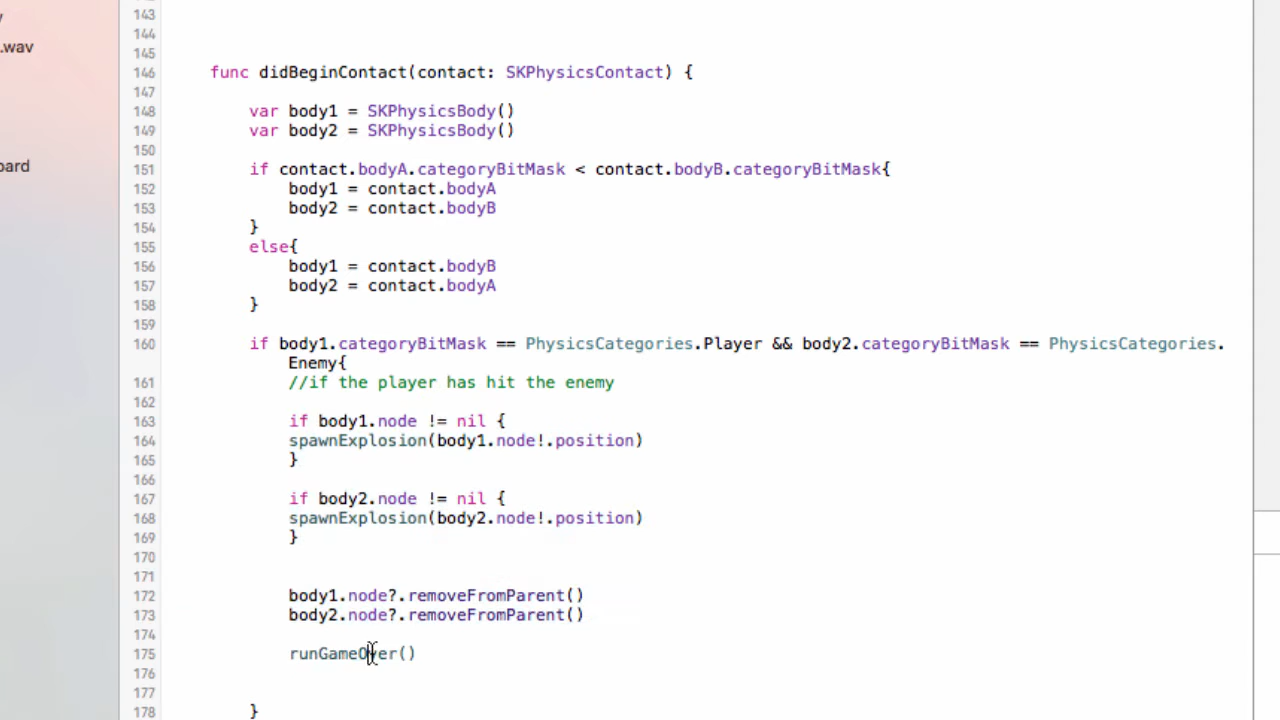 .wav
oard
143
144
145
146 func didBeginContact(contact: SKPhysicsContact) {
147
148 var body1 = SKPhysicsBody()
149 var body2 = SKPhysicsBody()
150
151 if contact.bodyA.categoryBitMask < contact.bodyB.categoryBitMask{
152 body1 = contact.bodyA
153 body2 = contact.bodyB
154 }
155 else{
156 body1 = contact.bodyB
157 body2 = contact.bodyA
158 }
159
160 if body1.categoryBitMask == PhysicsCategories.Player && body2.categoryBitMask == PhysicsCategories.
Enemy{
161 //if the player has hit the enemy
162
163 if body1.node != nil {
164 spawnExplosion(body1.node!.position)
165 }
166
167 if body2.node != nil {
168 spawnExplosion(body2.node!.position)
169 }
170
171
172 body1.node?.removeFromParent()
173 body2.node?.removeFromParent()
174
175 runGameOver()
176
177
178 }